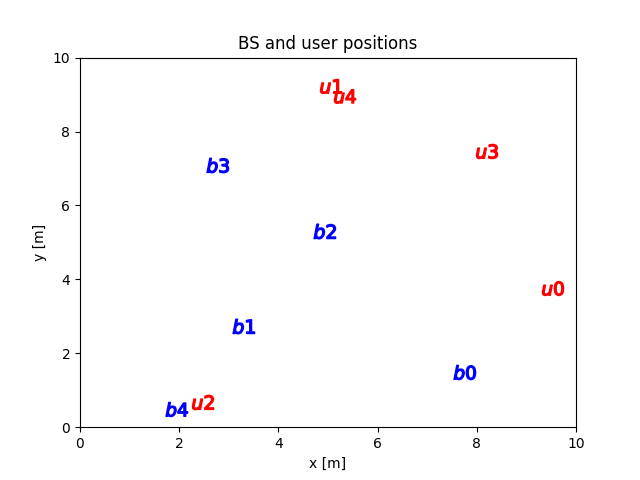 BS and user positions
10
u1
u4
8
u3
b3
6
b2
y [m]
4
u0
b1
2
b0
u2
b4
0
0 2 4 6 8 10
x [m]